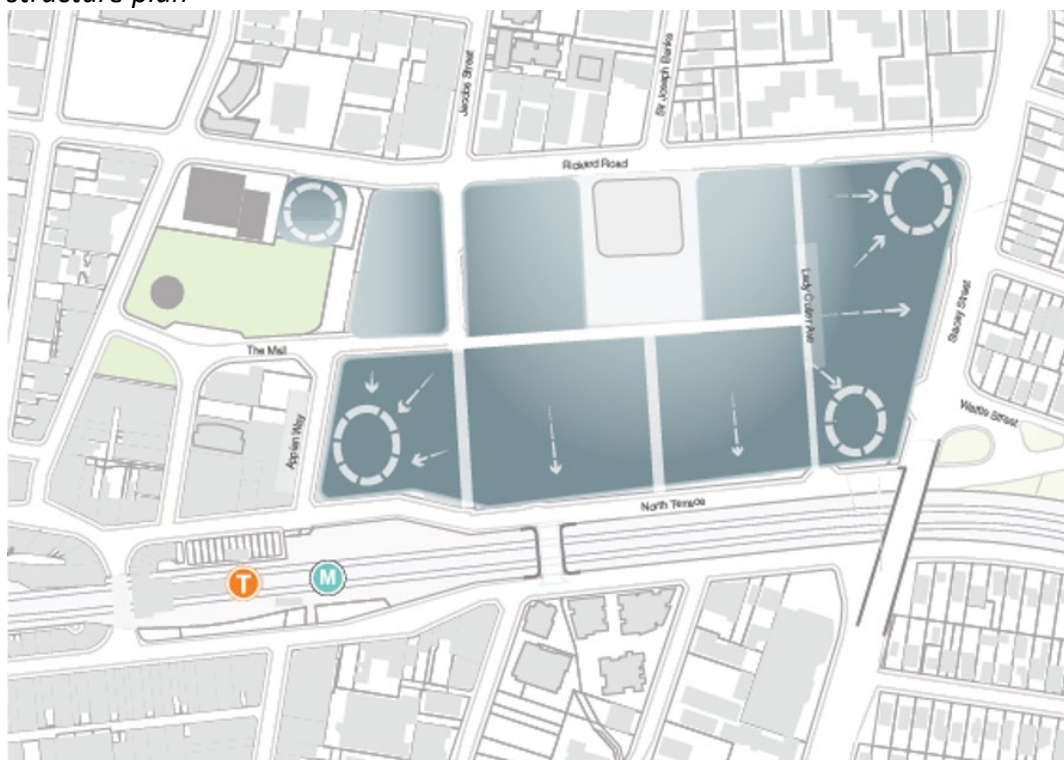 structure plan
Jacobs Street
Sir Joseph Banks
Rickard Road
Lady Cutler Ave
Stacey Street
The Mall
Appian Way
Wattle Street
North Terrace
T
M